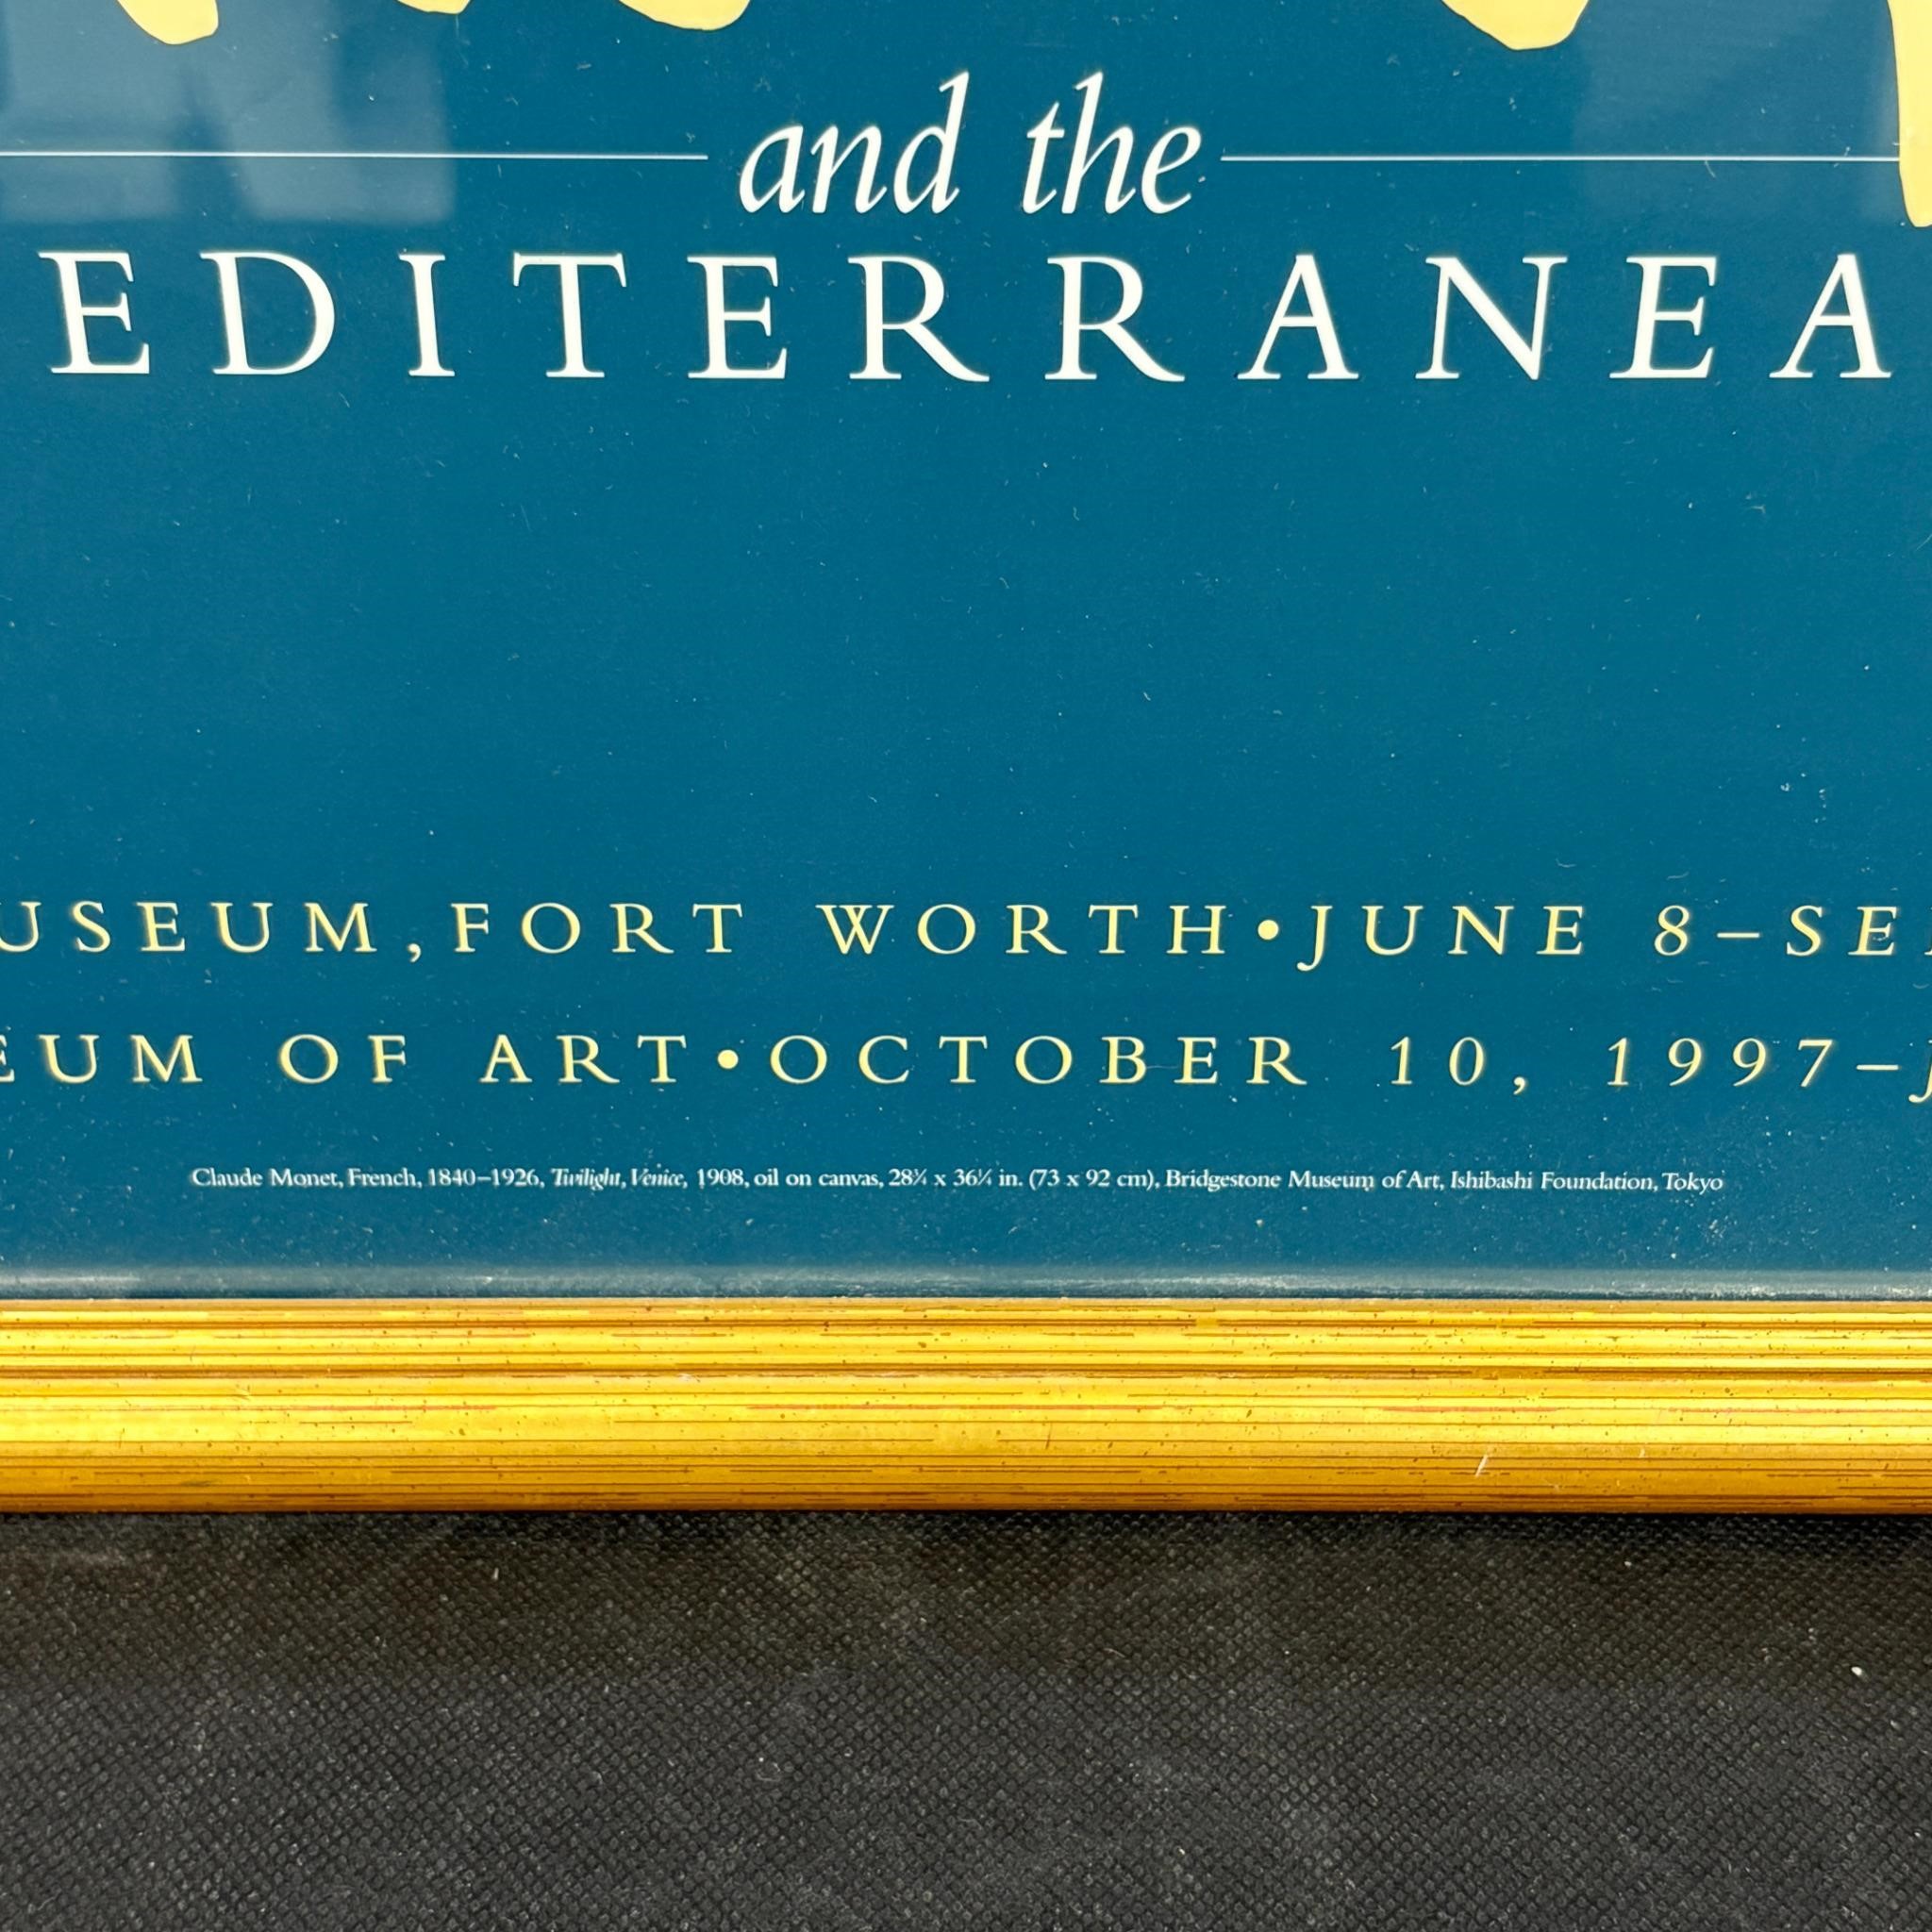 and the
EDITERRANEA
USEUM, FORT WORTH•JUNE 8–SE
EUM OF ART•OCTOBER 10, 1997–J
Claude Monet, French, 1840–1926, Twilight, Venice, 1908, oil on canvas, 28¾ x 36¼ in. (73 x 92 cm), Bridgestone Museum of Art, Ishibashi Foundation, Tokyo